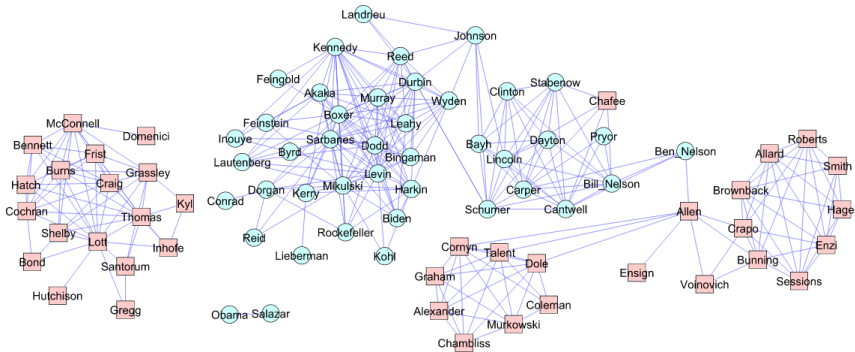 Landrieu
Kennedy
Johnson
Reed
Feingold
Durbin
Stabenow
Akaka
Murray
Wyden
Clinton
Chafee
McConnell
Domenici
Feinstein
Boxer
Leahy
Bennett
Frist
Inouye
Sarbanes
Dodd
Bayh
Dayton
Pryor
Roberts
Allard
Burns
Grassley
Lautenberg
Byrd
Bingaman
Lincoln
Ben_Nelson
Smith
Hatch
Craig
Levin
Dorgan
Kerry
Mikulski
Harkin
Carper
Bill_Nelson
Brownback
Cochran
Thomas
Kyl
Conrad
Biden
Schumer
Cantwell
Allen
Hage
Shelby
Lott
Inhofe
Reid
Rockefeller
Crapo
Enzi
Bond
Santorum
Lieberman
Kohl
Cornyn
Talent
Dole
Bunning
Hutchison
Gregg
Graham
Ensign
Voinovich
Sessions
Obama
Salazar
Alexander
Coleman
Murkowski
Chambliss